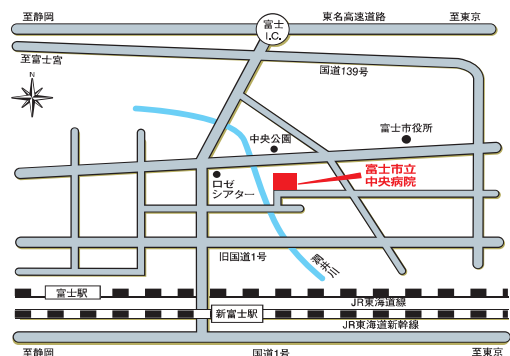 至静岡
富士
I.C.
東名高速道路
至東京
至富士宮
国道139号
N
中央公園
富士市役所
富士市立
中央病院
ロゼ
シアター
旧国道1号
潤井川
富士駅
JR東海道線
新富士駅
JR東海道新幹線
至静岡
国道1号
至東京